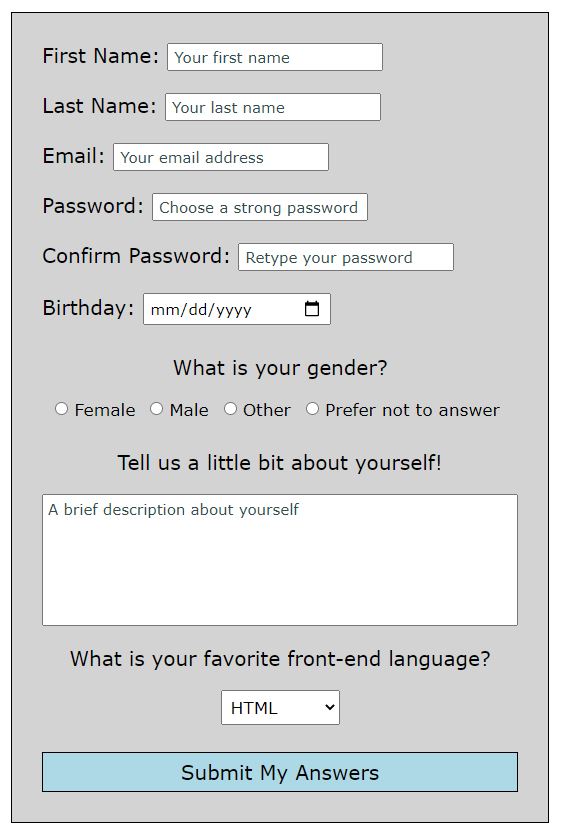 First Name: Your first name
Last Name: Your last name
Email: Your email address
Password: Choose a strong password
Confirm Password: Retype your password
Birthday: mm/dd/yyyy
What is your gender?
Female Male Other Prefer not to answer
Tell us a little bit about yourself!
A brief description about yourself
What is your favorite front-end language?
HTML
Submit My Answers